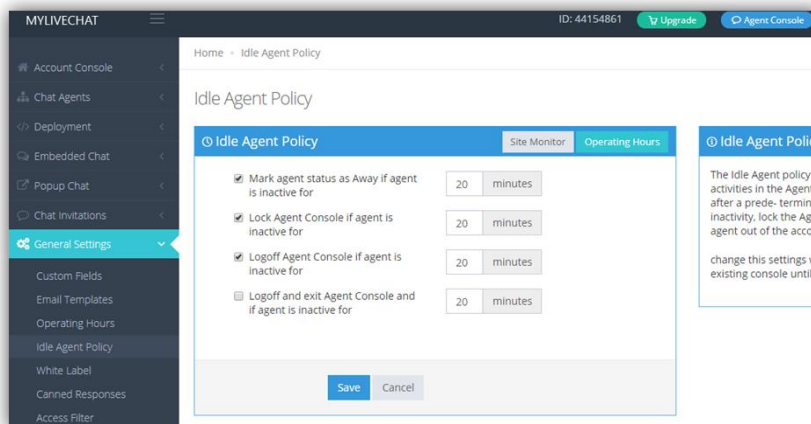 MYLIVECHAT
ID: 44154861
Upgrade
Agent Console
Account Console
Chat Agents
Deployment
Embedded Chat
Popup Chat
Chat Invitations
General Settings
Custom Fields
Email Templates
Operating Hours
Idle Agent Policy
White Label
Canned Responses
Access Filter
Home
Idle Agent Policy
Idle Agent Policy
Idle Agent Policy
Site Monitor
Operating Hours
Mark agent status as Away if agent
is inactive for
20 minutes
Lock Agent Console if agent is
inactive for
20 minutes
Logoff Agent Console if agent is
inactive for
20 minutes
Logoff and exit Agent Console and
if agent is inactive for
20 minutes
Save
Cancel
Idle Agent Poli
The Idle Agent policy
activities in the Agen
after a prede- termin
inactivity, lock the Ag
agent out of the acco
change this settings
existing console until